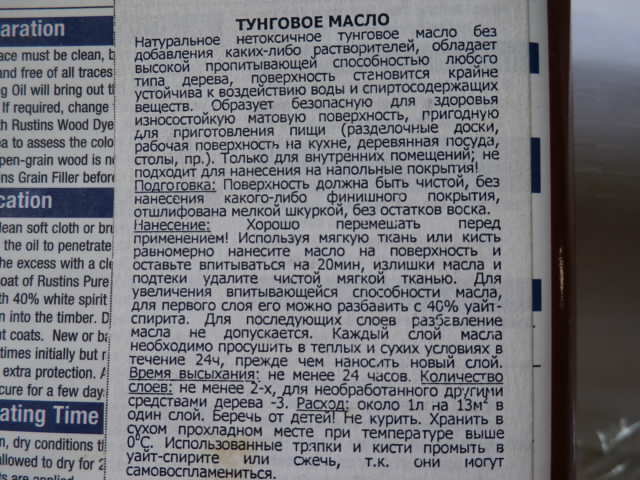 aration
ace must be clean, b
and free of all traces
g Oil will bring out t
If required, change
th Rustins Wood Dye
ea to assess the colo
pen-grain wood is n
ins Grain Filler before
cation
lean soft cloth or bru
the oil to penetrate
he excess with a cle
oat of Rustins Pure
th 40% white spirit
n into the timber. D
nt coats. New or ba
times initially but r
extra protection. A
cure for a few day
ating Time
n, dry conditions t
llowed to dry for 2
ТУНГОВОЕ МАСЛО
Натуральное нетоксичное тунговое масло без
добавления каких-либо растворителей, обладает
высокой пропитывающей способностью любого
типа дерева, поверхность становится крайне
устойчива к воздействию воды и спиртосодержащих
веществ. Образует безопасную для здоровья
износостойкую матовую поверхность, пригодную
для приготовления пищи (разделочные доски,
рабочая поверхность на кухне, деревянная посуда,
столы, пр.). Только для внутренних помещений; не
подходит для нанесения на напольные покрытия!
Подготовка: Поверхность должна быть чистой, без
нанесения какого-либо финишного покрытия,
отшлифована мелкой шкуркой, без остатков воска.
Нанесение: Хорошо перемешать перед
применением! Используя мягкую ткань или кисть
равномерно нанесите масло на поверхность и
оставьте впитываться на 20мин, излишки масла и
подтеки удалите чистой мягкой тканью. Для
увеличения впитывающейся способности масла,
для первого слоя его можно разбавить с 40% уайт-
спирита. Для последующих слоев разбавление
масла не допускается. Каждый слой масла
необходимо просушить в теплых и сухих условиях в
течение 24ч, прежде чем наносить новый слой.
Время высыхания: не менее 24 часов. Количество
слоев: не менее 2-х, для необработанного другими
средствами дерева -3. Расход: около 1л на 13м² в
один слой. Беречь от детей! Не курить. Хранить в
сухом прохладном месте при температуре выше
0°С. Использованные тряпки и кисти промыть в
уайт-спирите или сжечь, т.к. они могут
самовоспламениться.